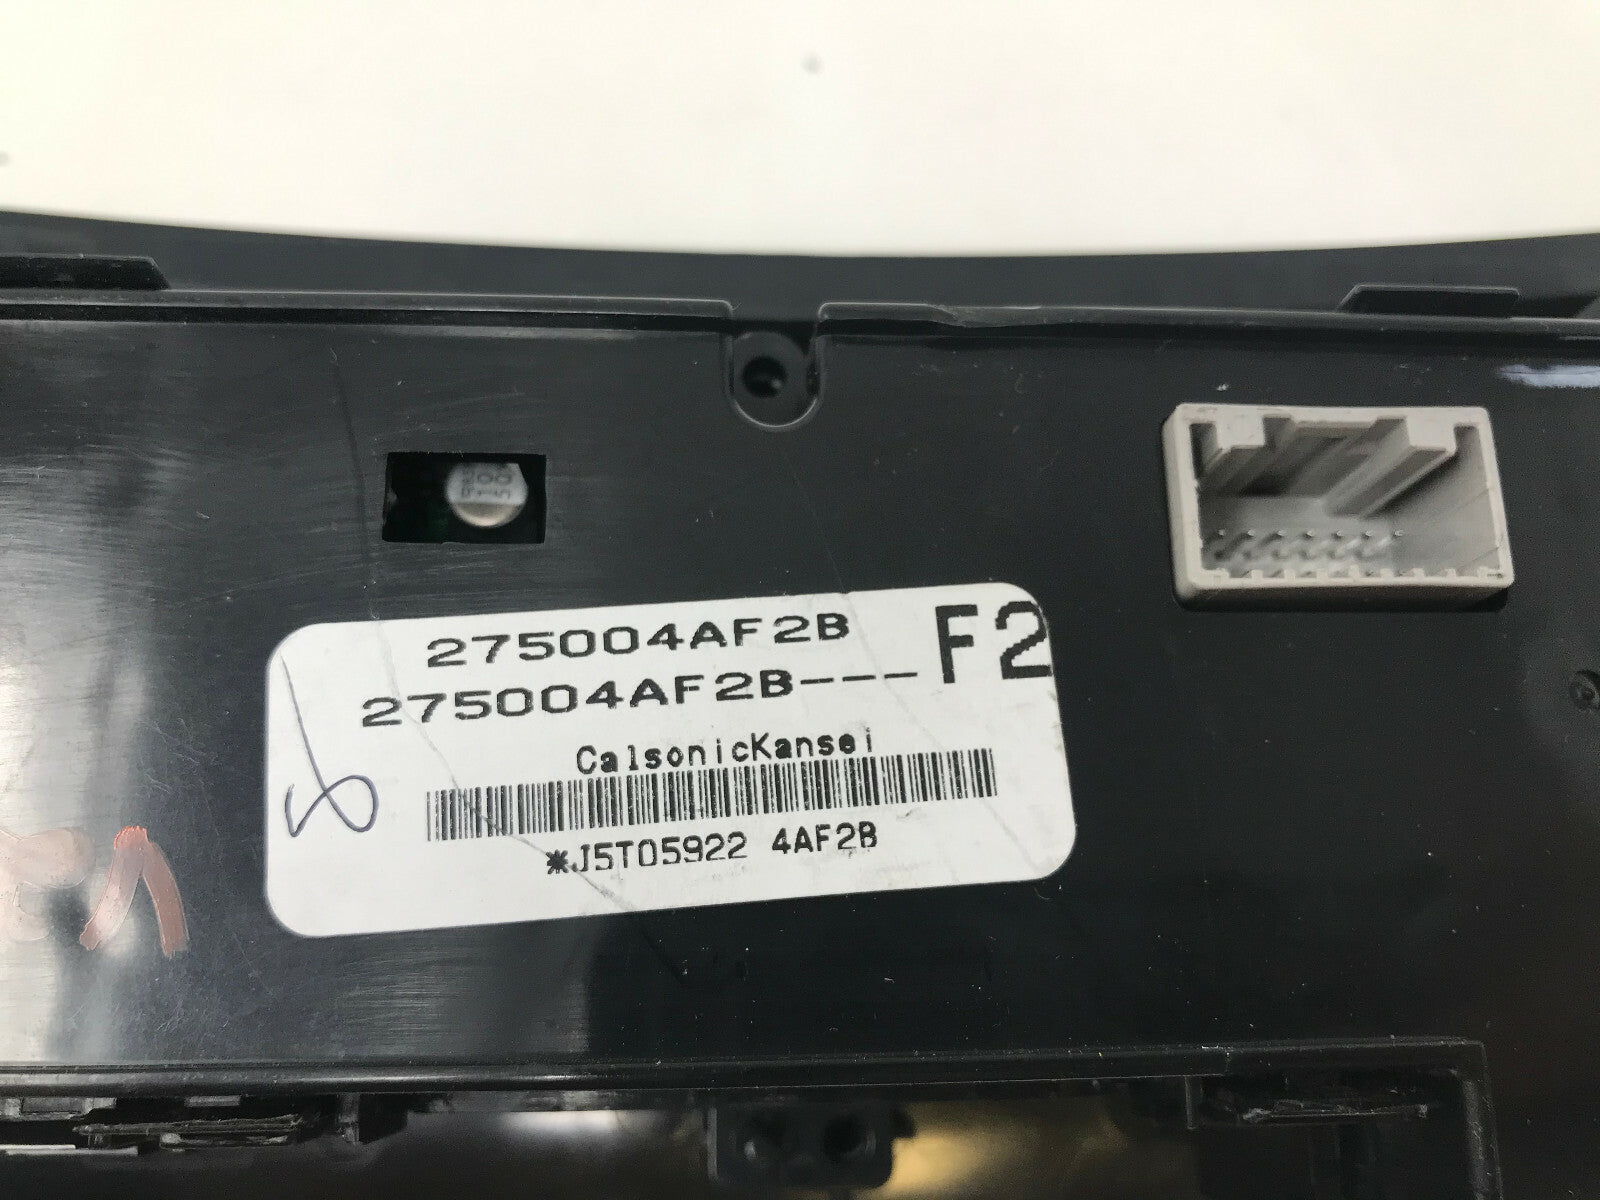 275004AF2B
F2
275004AF2B---
CalsonicKansei
*J5T05922 4AF2B